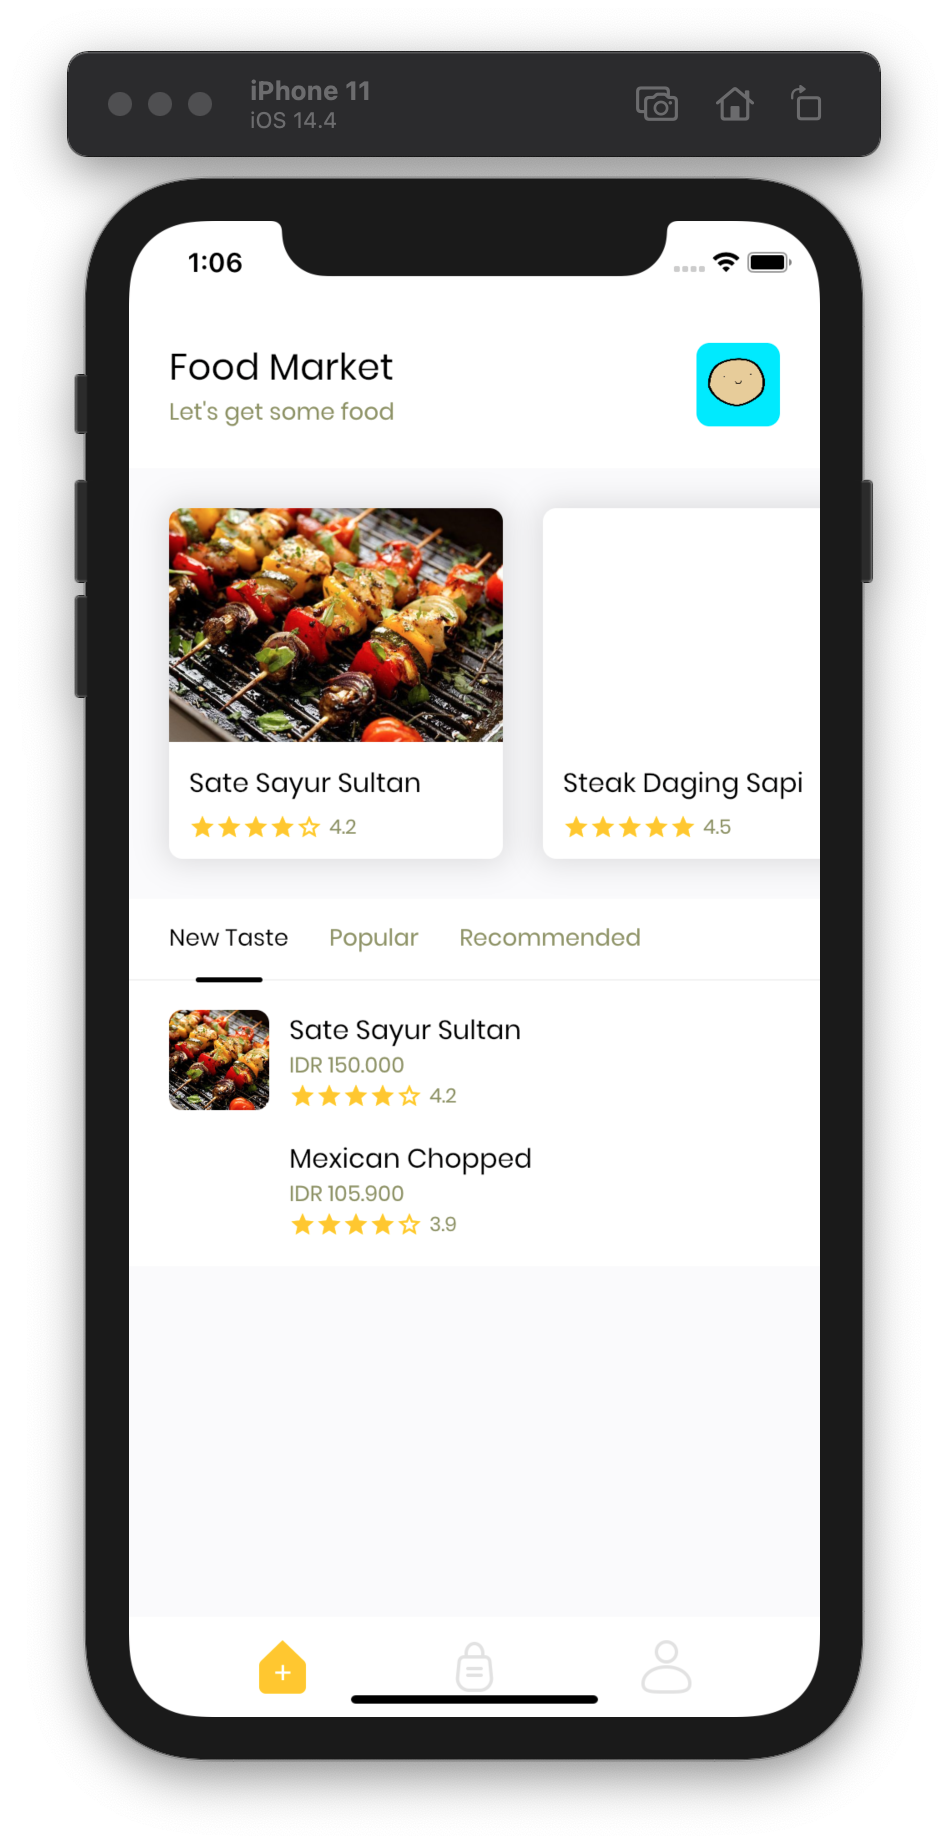 iPhone 11
iOS 14.4
1:06
Food Market
Let's get some food
Sate Sayur Sultan
4.2
Steak Daging Sapi
4.5
New Taste Popular Recommended
Sate Sayur Sultan
IDR 150.000
4.2
Mexican Chopped
IDR 105.900
3.9